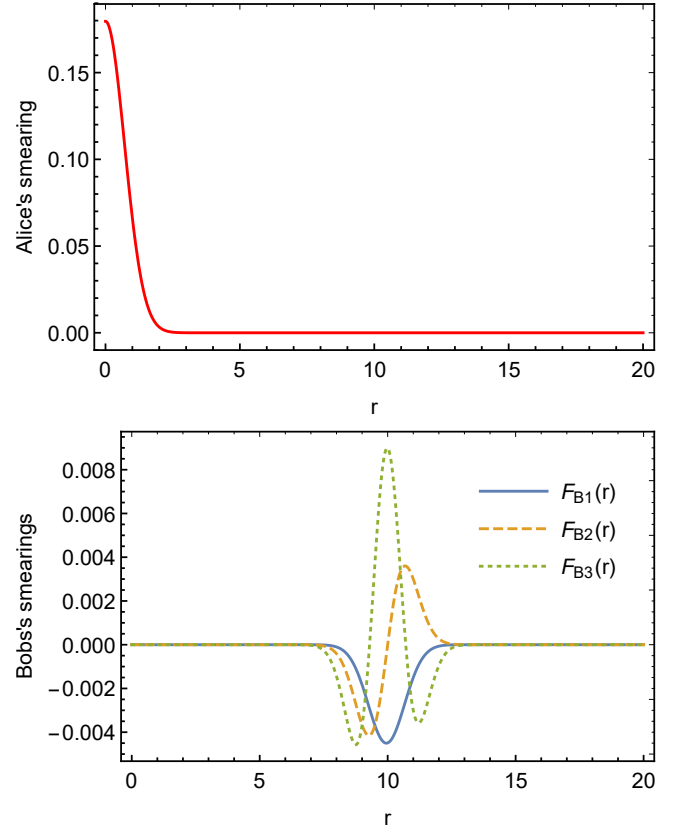 Alice's smearing
0.15
0.10
0.05
0.00
0 5 10 15 20
r
Bobs's smearings
0.008
0.006
0.004
0.002
0.000
−0.002
−0.004
F_B1(r)
F_B2(r)
F_B3(r)
0 5 10 15 20
r